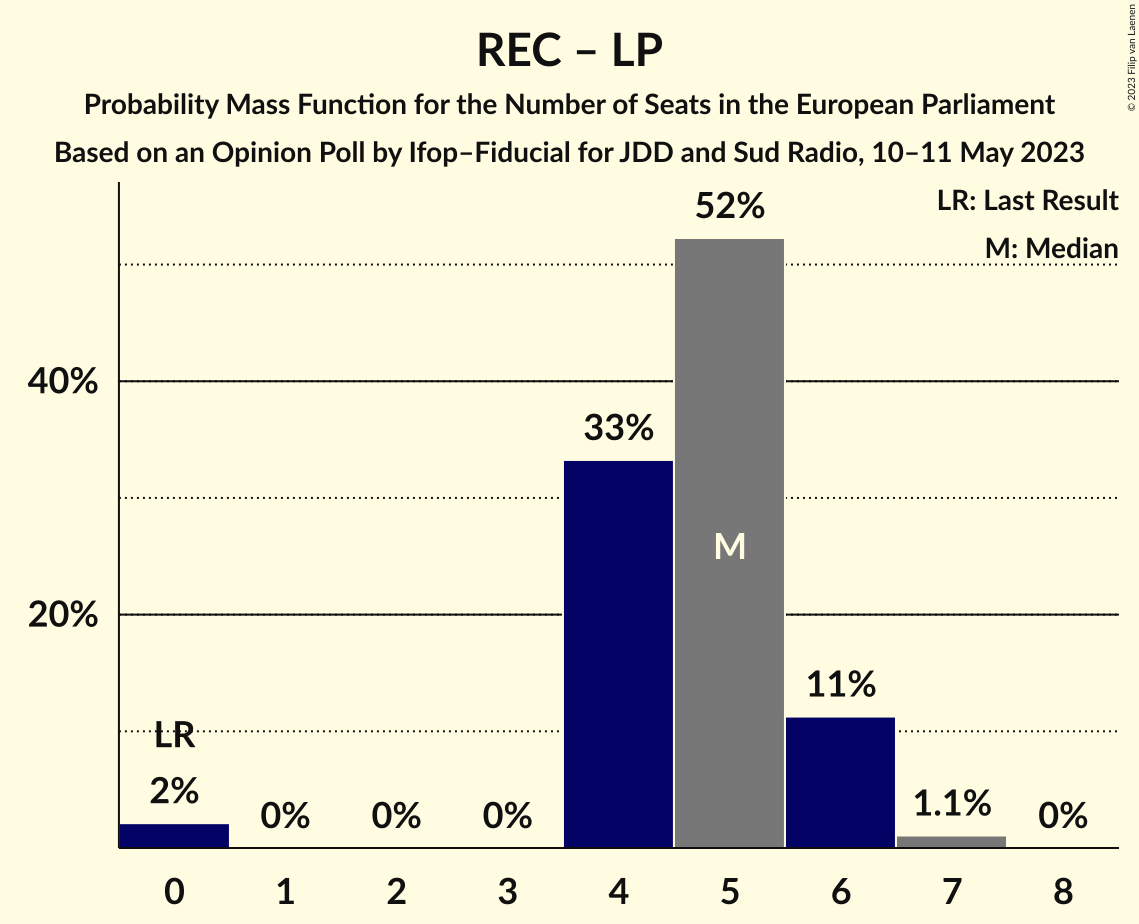 REC – LP
Probability Mass Function for the Number of Seats in the European Parliament
Based on an Opinion Poll by Ifop–Fiducial for JDD and Sud Radio, 10–11 May 2023
© 2023 Filip van Laenen
LR: Last Result
M: Median
52%
40%
33%
M
20%
11%
LR
2%
0%
0%
0%
1.1%
0%
0
1
2
3
4
5
6
7
8